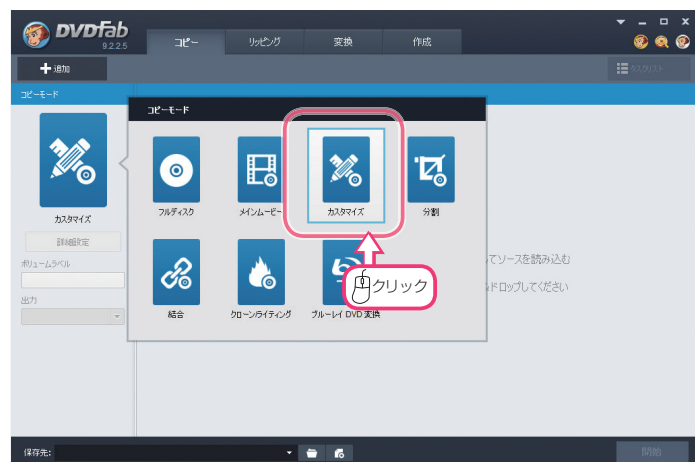 DVDFab
9.2.2.5
コピー
リッピング
変換
作成
追加
タスクリスト
コピーモード
コピーモード
カスタマイズ
詳細設定
ボリュームラベル
出力
フルディスク
メインムービー
カスタマイズ
分割
結合
クローン/ライティング
ブルーレイ DVD 変換
クリック
てソースを読み込む
ドロップしてください
保存先:
開始